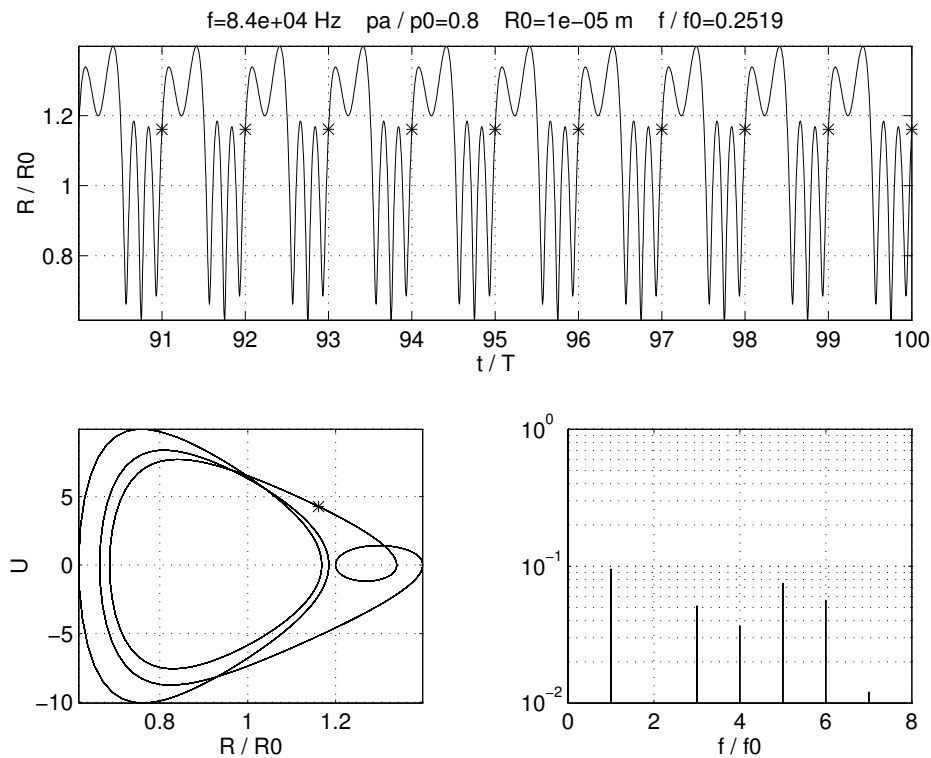 f=8.4e+04 Hz pa / p0=0.8 R0=1e−05 m f / f0=0.2519
1.2
1
0.8
R / R0
91 92 93 94 95 96 97 98 99 100
t / T
5
0
−5
−10
U
0.8 1 1.2
R / R0
10^0
10^−1
10^−2
0 2 4 6 8
f / f0